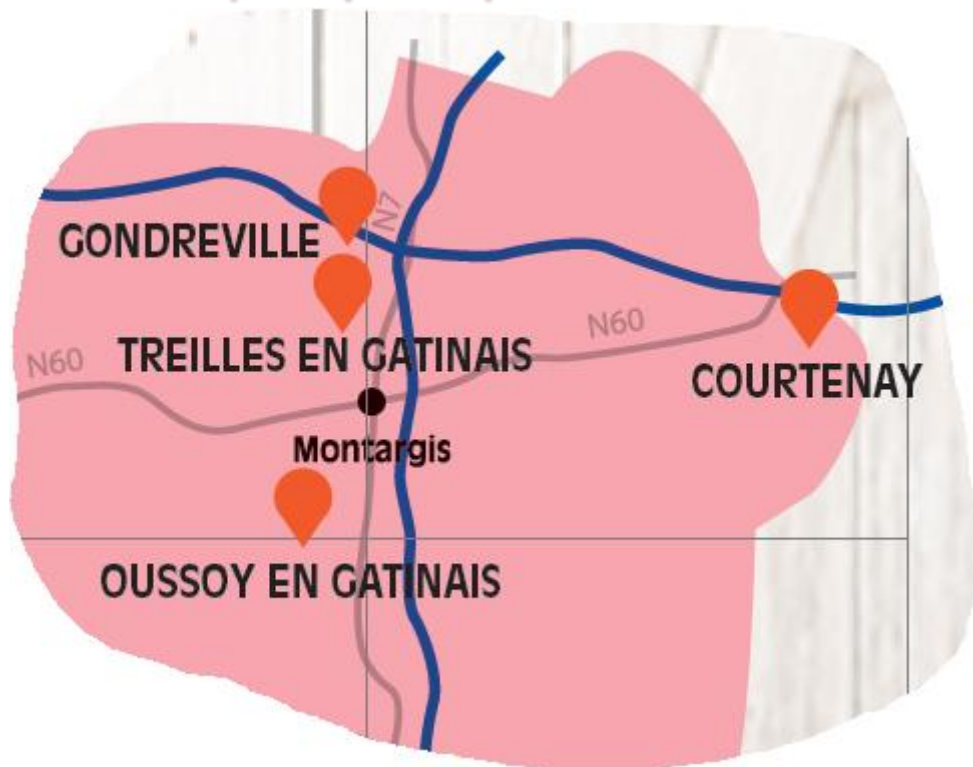 N7
GONDREVILLE
N60
TREILLES EN GATINAIS
N60
COURTENAY
Montargis
OUSSOY EN GATINAIS